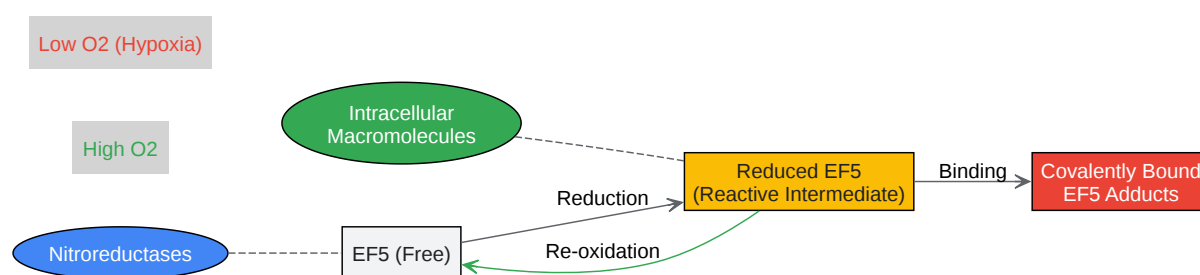 Low O2 (Hypoxia)
High O2
Intracellular
Macromolecules
Nitroreductases
EF5 (Free)
Reduction
Re-oxidation
Reduced EF5
(Reactive Intermediate)
Binding
Covalently Bound
EF5 Adducts